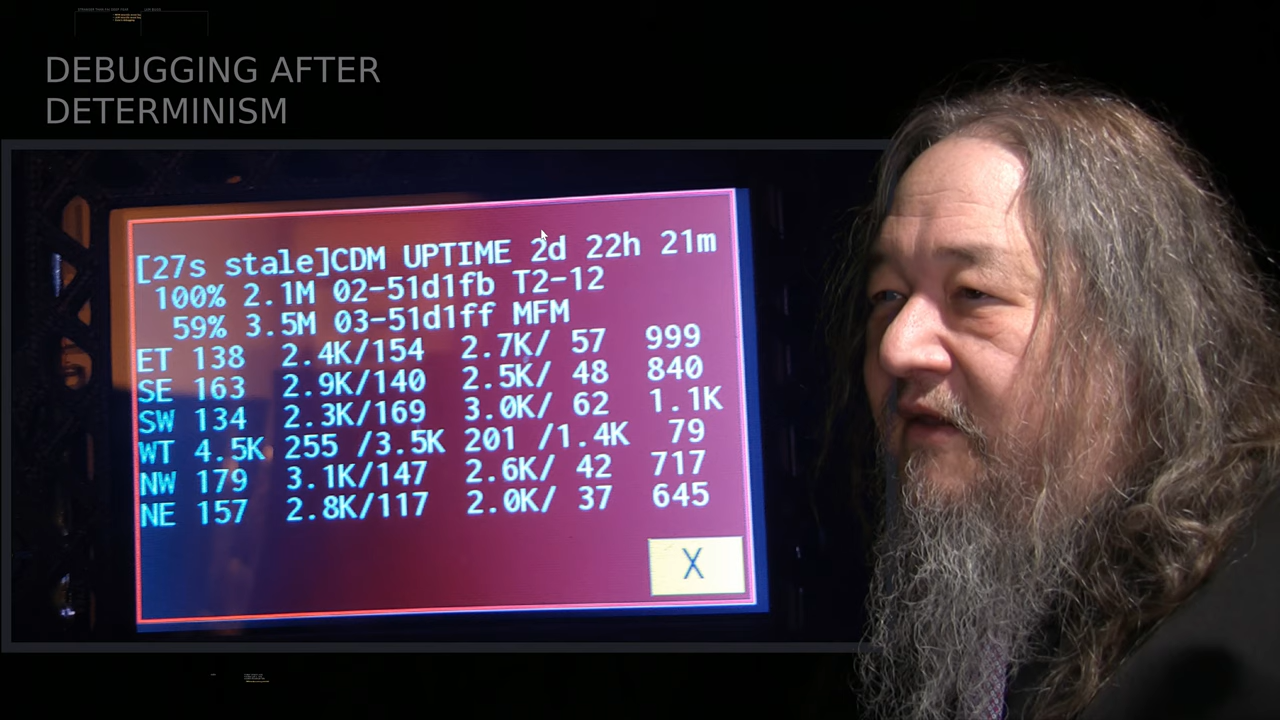 DEBUGGING AFTER
DETERMINISM
[27s stale]CDM UPTIME 2d 22h 21m
100% 2.1M 02-51d1fb T2-12
59% 3.5M 03-51d1ff MFM
ET 138 2.4K/154 2.7K/ 57 999
SE 163 2.9K/140 2.5K/ 48 840
SW 134 2.3K/169 3.0K/ 62 1.1K
WT 4.5K 255 /3.5K 201 /1.4K 79
NW 179 3.1K/147 2.6K/ 42 717
NE 157 2.8K/117 2.0K/ 37 645
X